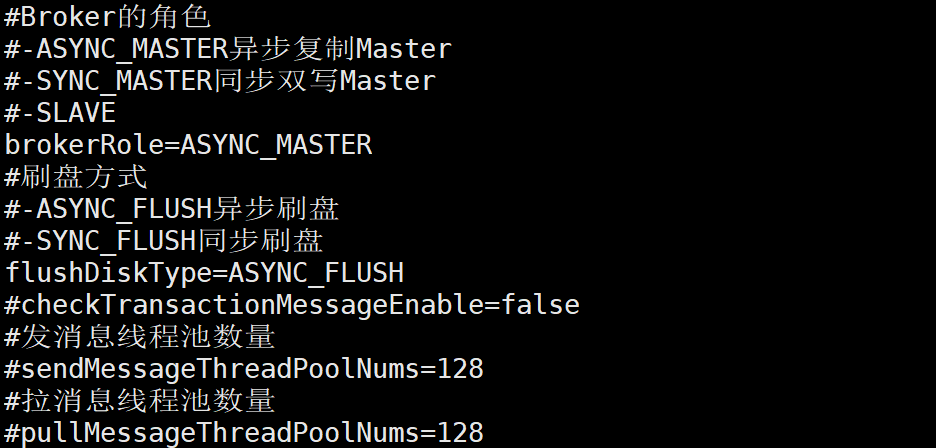 #Broker的角色
#-ASYNC_MASTER异步复制Master
#-SYNC_MASTER同步双写Master
#-SLAVE
brokerRole=ASYNC_MASTER
#刷盘方式
#-ASYNC_FLUSH异步刷盘
#-SYNC_FLUSH同步刷盘
flushDiskType=ASYNC_FLUSH
#checkTransactionMessageEnable=false
#发消息线程池数量
#sendMessageThreadPoolNums=128
#拉消息线程池数量
#pullMessageThreadPoolNums=128